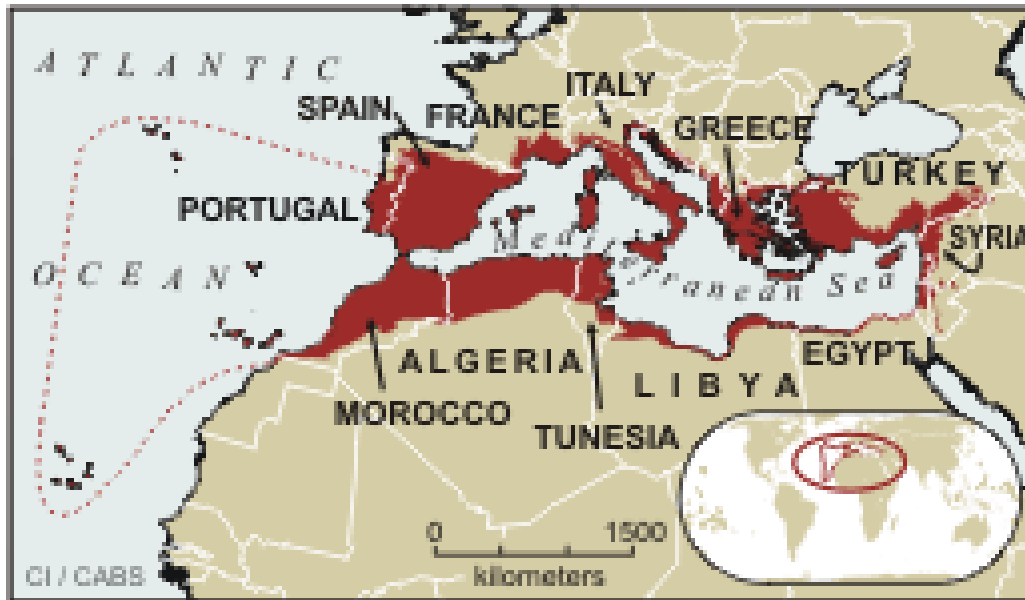 ATLANTIC
ITALY
SPAIN
FRANCE
GREECE
TURKEY
PORTUGAL
Mediterranean Sea
SYRIA
OCEAN
EGYPT
ALGERIA
LIBYA
MOROCCO
TUNESIA
0 1500
kilometers
CI / CABS